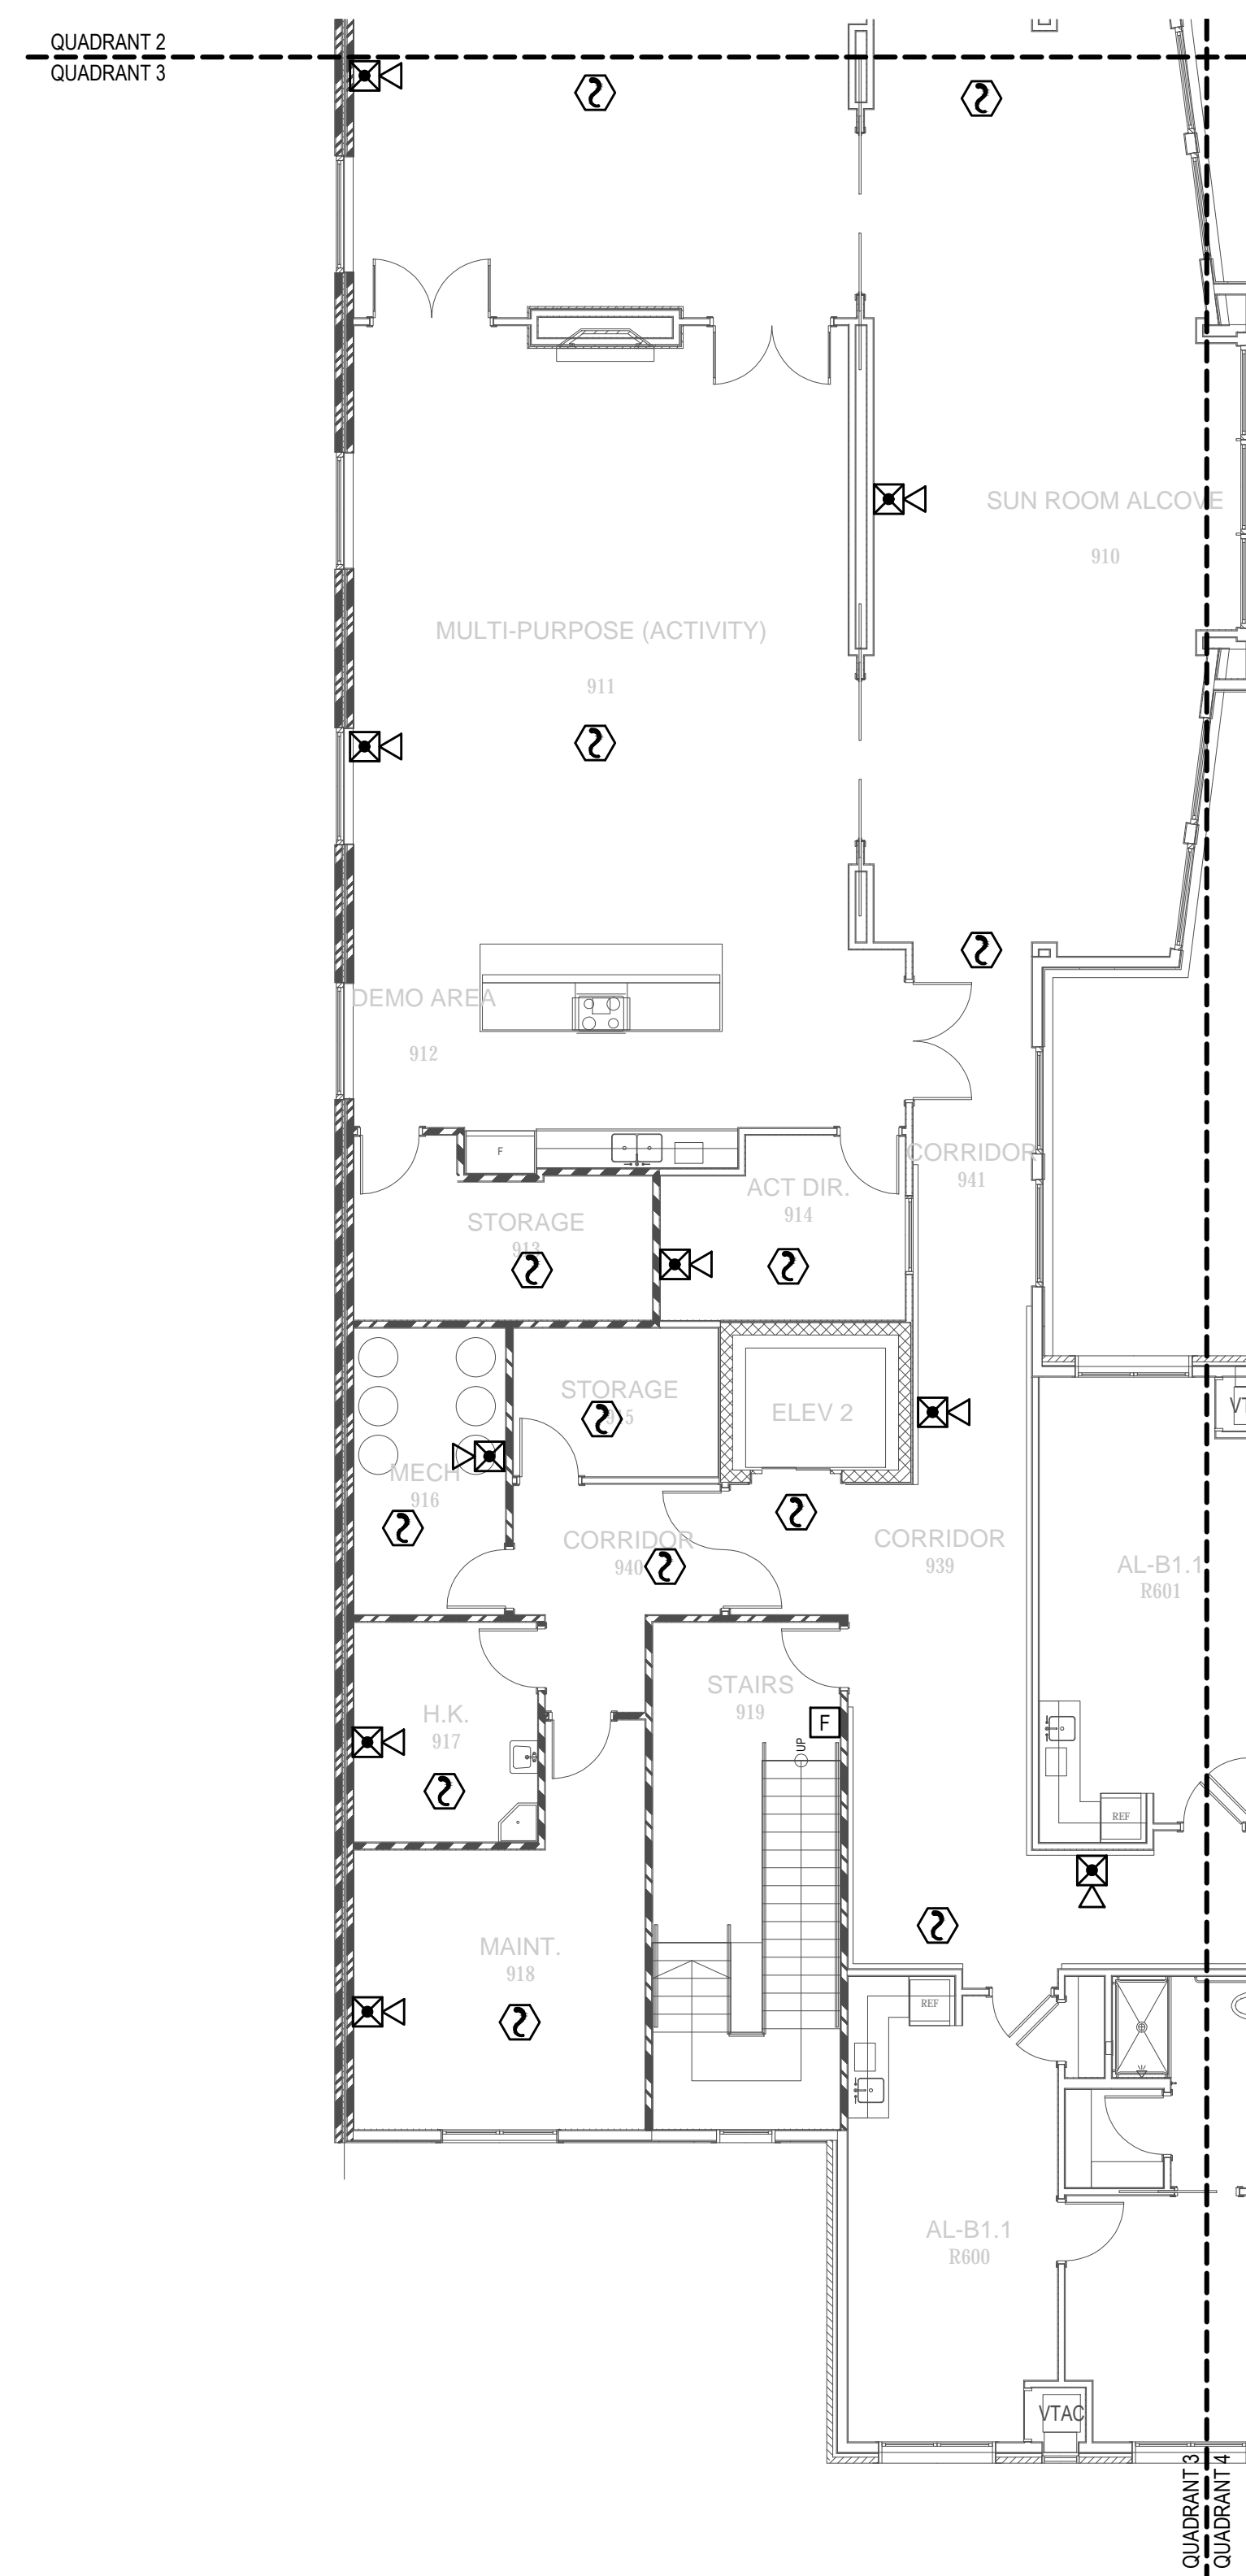 QUADRANT 2
QUADRANT 3
SUN ROOM ALCOVE
910
MULTI-PURPOSE (ACTIVITY)
911
DEMO AREA
912
F
CORRIDOR
941
ACT DIR.
914
STORAGE
913
STORAGE
ELEV 2
MECH
916
CORRIDOR
940
CORRIDOR
939
AL-B1.1
R601
STAIRS
919
F
UP
H.K.
917
REF
MAINT.
918
REF
AL-B1.1
R600
VTAC
QUADRANT 3
QUADRANT 4